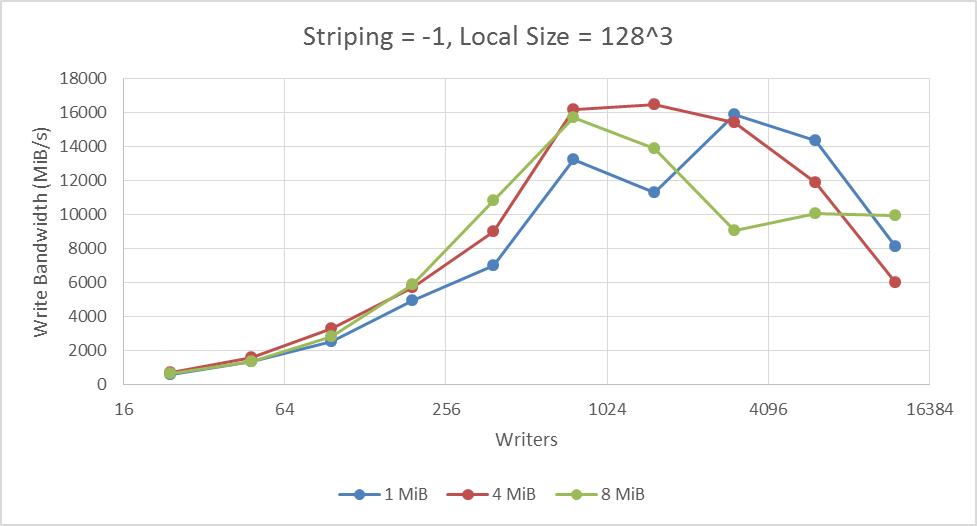 Striping = -1, Local Size = 128^3
18000
16000
14000
12000
10000
8000
6000
4000
2000
0
Write Bandwidth (MiB/s)
16 64 256 1024 4096 16384
Writers
1 MiB 4 MiB 8 MiB